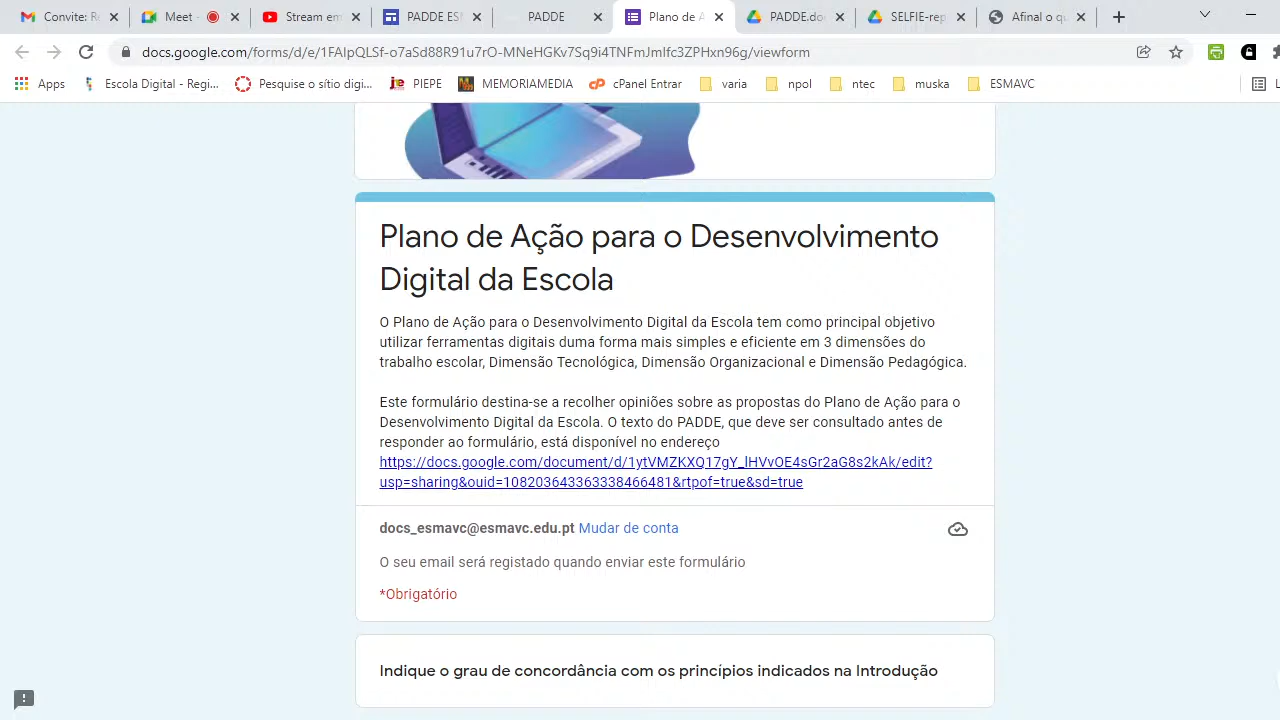 Convite: Re
Meet -
Stream em
PADDE ES
PADDE
Plano de A
PADDE.do
SELFIE-rep
Afinal o qu
docs.google.com/forms/d/e/1FAIpQLSf-o7aSd88R91u7rO-MNeHGKv7Sq9i4TNFmJmlfc3ZPHxn96g/viewform
Apps
Escola Digital - Regi...
Pesquise o sítio digi...
PIEPE
MEMORIAMEDIA
cPanel Entrar
varia
npol
ntec
muska
ESMAVC
Plano de Ação para o Desenvolvimento
Digital da Escola
O Plano de Ação para o Desenvolvimento Digital da Escola tem como principal objetivo
utilizar ferramentas digitais duma forma mais simples e eficiente em 3 dimensões do
trabalho escolar, Dimensão Tecnológica, Dimensão Organizacional e Dimensão Pedagógica.
Este formulário destina-se a recolher opiniões sobre as propostas do Plano de Ação para o
Desenvolvimento Digital da Escola. O texto do PADDE, que deve ser consultado antes de
responder ao formulário, está disponível no endereço
https://docs.google.com/document/d/1ytVMZKXQ17gY_lHVvOE4sGr2aG8s2kAk/edit?
usp=sharing&ouid=108203643363338466481&rtpof=true&sd=true
docs_esmavc@esmavc.edu.pt Mudar de conta
O seu email será registado quando enviar este formulário
*Obrigatório
Indique o grau de concordância com os princípios indicados na Introdução